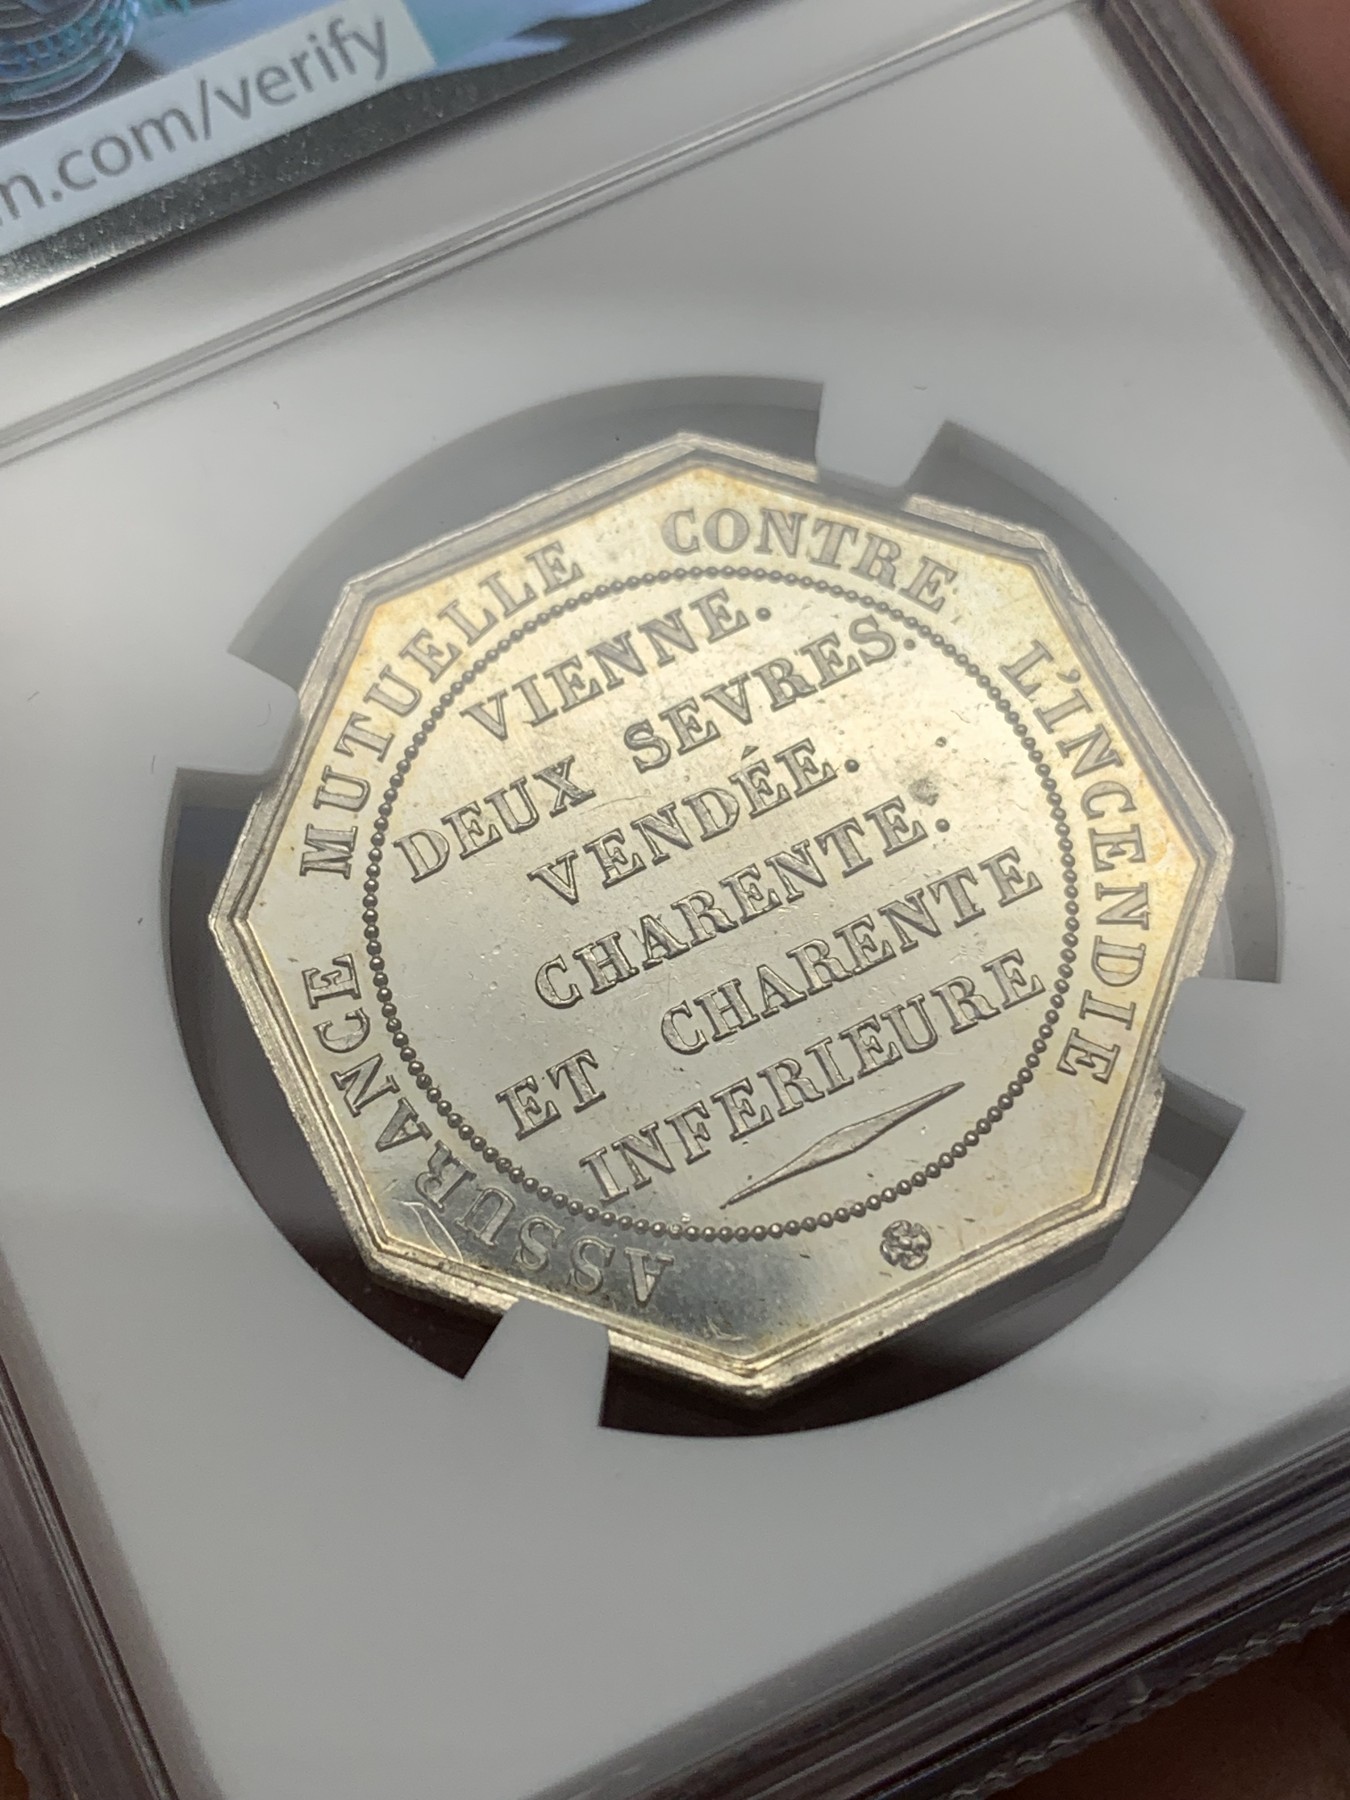 n.com/verify
ASSURANCE MUTUELLE CONTRE L'INCENDIE
VIENNE.
DEUX SEVRES.
VENDÉE.
CHARENTE.
ET CHARENTE
INFERIEURE